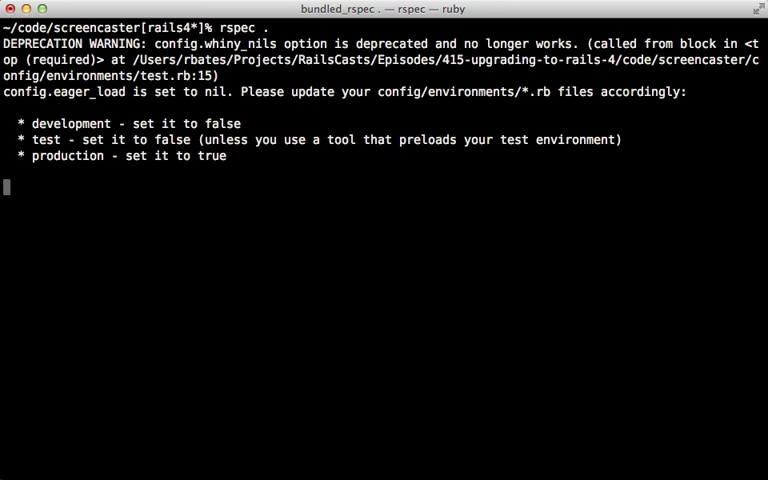 bundled_rspec . — rspec — ruby
~/code/screencaster[rails4*]% rspec .
DEPRECATION WARNING: config.whiny_nils option is deprecated and no longer works. (called from block in <t
op (required)> at /Users/rbates/Projects/RailsCasts/Episodes/415-upgrading-to-rails-4/code/screencaster/c
onfig/environments/test.rb:15)
config.eager_load is set to nil. Please update your config/environments/*.rb files accordingly:
* development - set it to false
* test - set it to false (unless you use a tool that preloads your test environment)
* production - set it to true